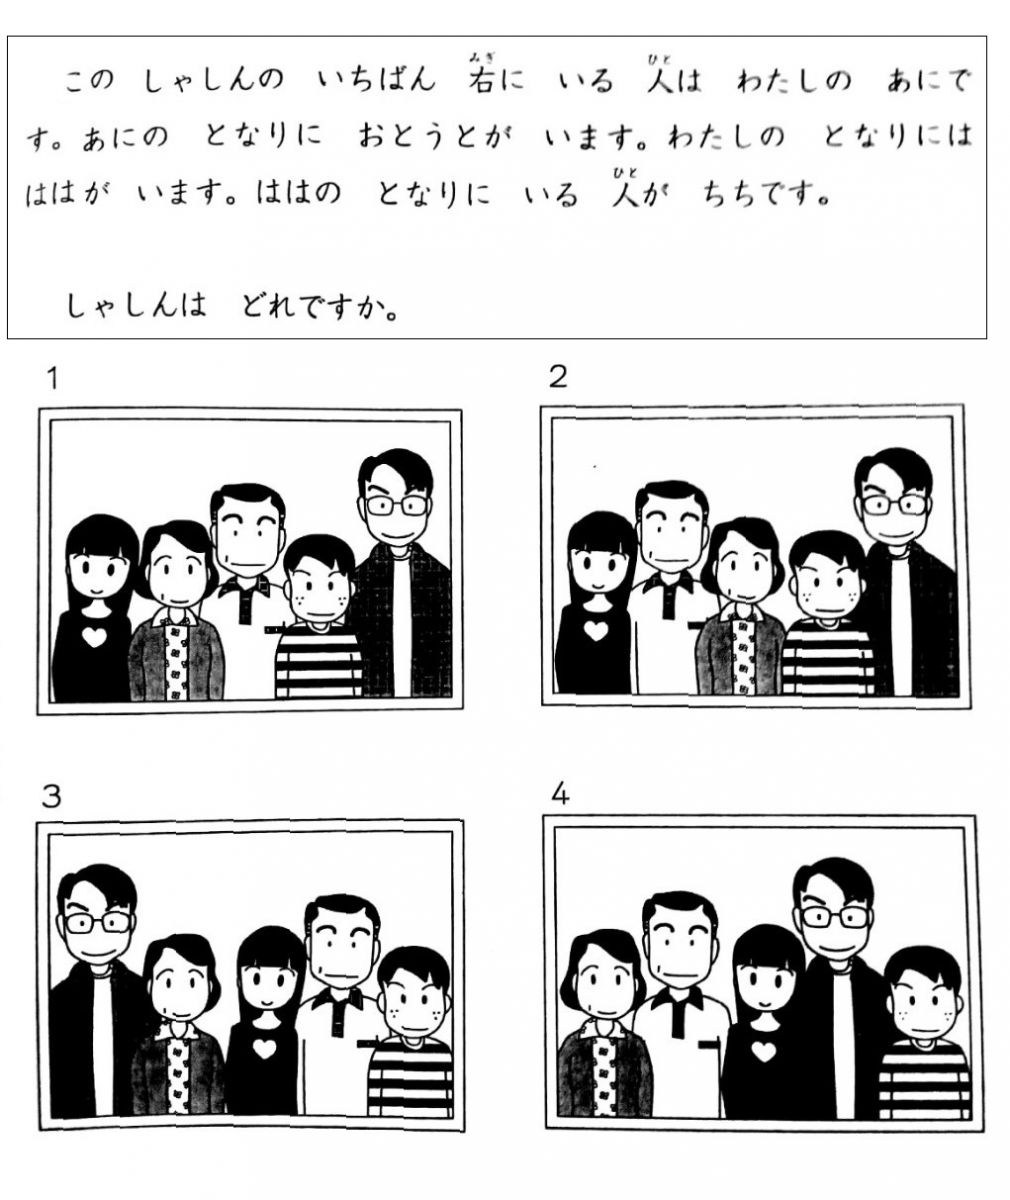 この しゃしんの いちばん 右に いる 人は わたしの あにで
す。あにの となりに おとうとが います。わたしの となりには
ははが います。ははの となりに いる 人が ちちです。
しゃしんは どれですか。
1
2
3
4